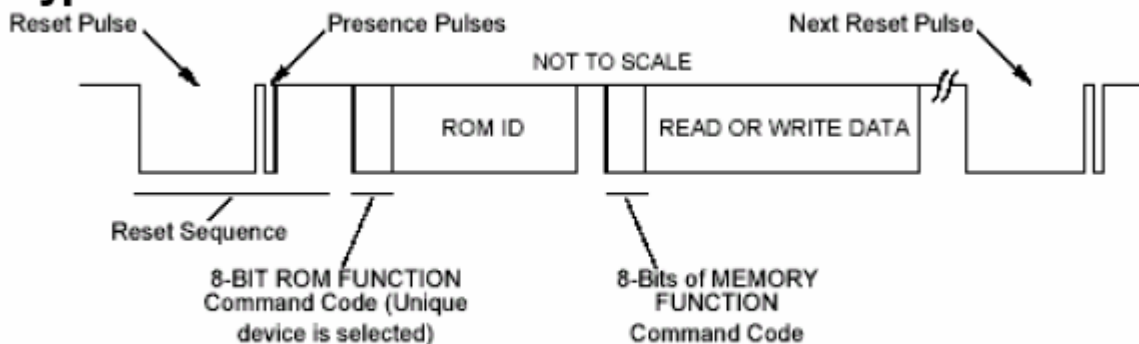 Reset Pulse
Presence Pulses
Next Reset Pulse
NOT TO SCALE
ROM ID
READ OR WRITE DATA
Reset Sequence
8-BIT ROM FUNCTION
Command Code (Unique
device is selected)
8-Bits of MEMORY
FUNCTION
Command Code